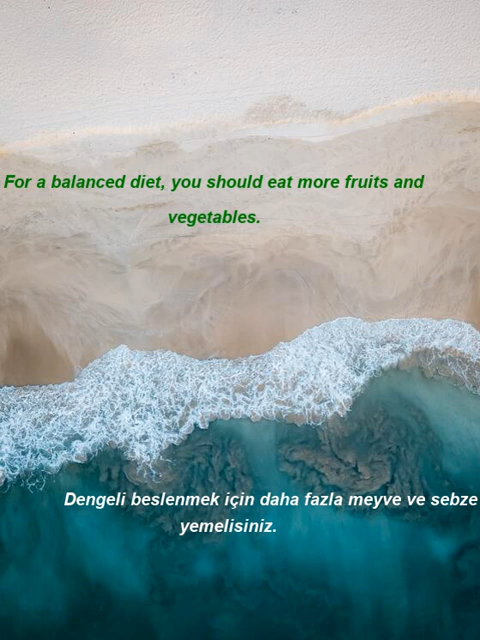 For a balanced diet, you should eat more fruits and
vegetables.
Dengeli beslenmek için daha fazla meyve ve sebze
yemelisiniz.